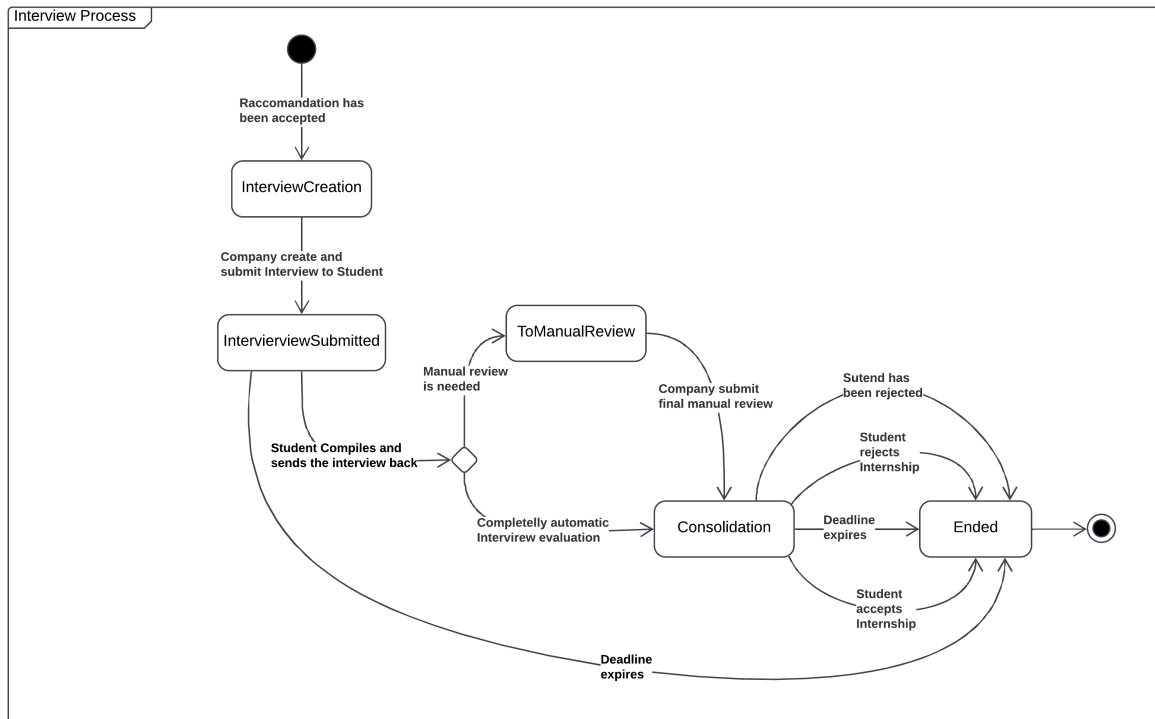 Interview Process
Raccomandation has
been accepted
InterviewCreation
Company create and
submit Interview to Student
IntervierviewSubmitted
ToManualReview
Manual review
is needed
Company submit
final manual review
Student Compiles and
sends the interview back
Completelly automatic
Intervirew evaluation
Consolidation
Sutend has
been rejected
Student
rejects
Internship
Deadline
expires
Student
accepts
Internship
Ended
Deadline
expires